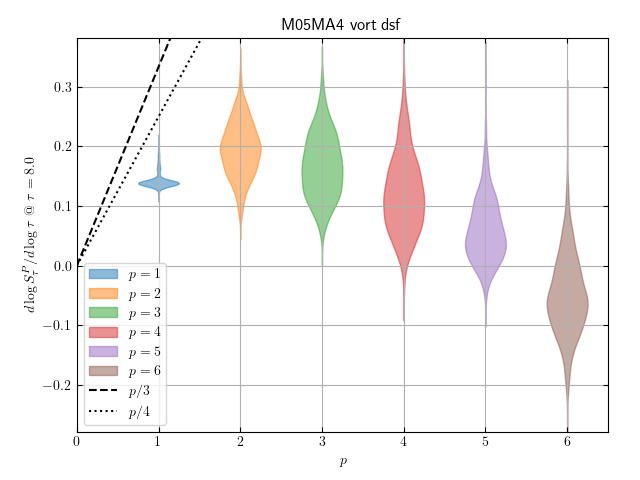 M05MA4 vort dsf
d log S_τ^P / d log τ @ τ = 8.0
0.3
0.2
0.1
0.0
−0.1
−0.2
p = 1
p = 2
p = 3
p = 4
p = 5
p = 6
p/3
p/4
0 1 2 3 4 5 6
p